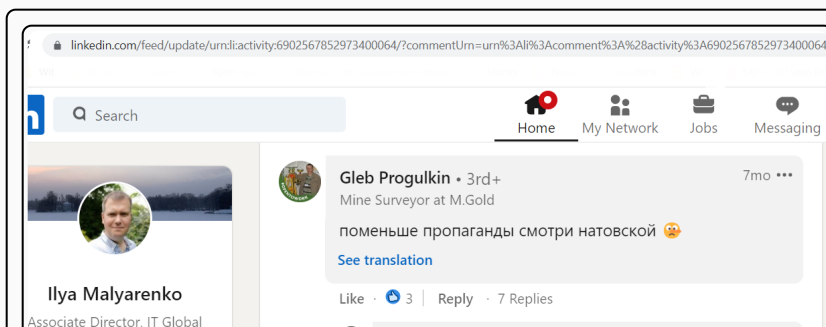 linkedin.com/feed/update/urn:li:activity:6902567852973400064/?commentUrn=urn%3Ali%3Acomment%3A%28activity%3A6902567852973400064
Search
Home
My Network
Jobs
Messaging
Gleb Progulkin • 3rd+
7mo •••
Mine Surveyor at M.Gold
поменьше пропаганды смотри натовской
See translation
Like · 3 | Reply · 7 Replies
Ilya Malyarenko
Associate Director, IT Global